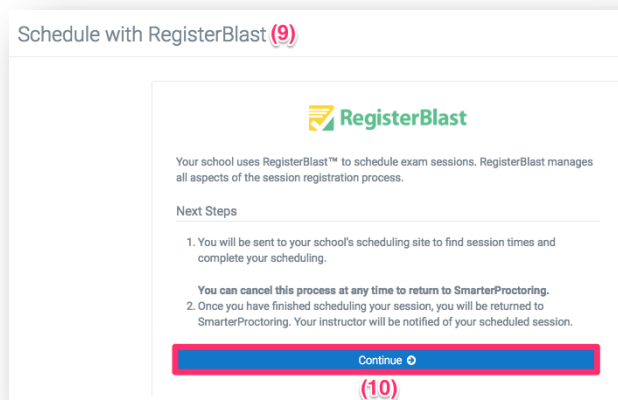 Schedule with RegisterBlast (9)
RegisterBlast
Your school uses RegisterBlast™ to schedule exam sessions. RegisterBlast manages
all aspects of the session registration process.
Next Steps
1. You will be sent to your school's scheduling site to find session times and
complete your scheduling.
You can cancel this process at any time to return to SmarterProctoring.
2. Once you have finished scheduling your session, you will be returned to
SmarterProctoring. Your instructor will be notified of your scheduled session.
Continue
(10)